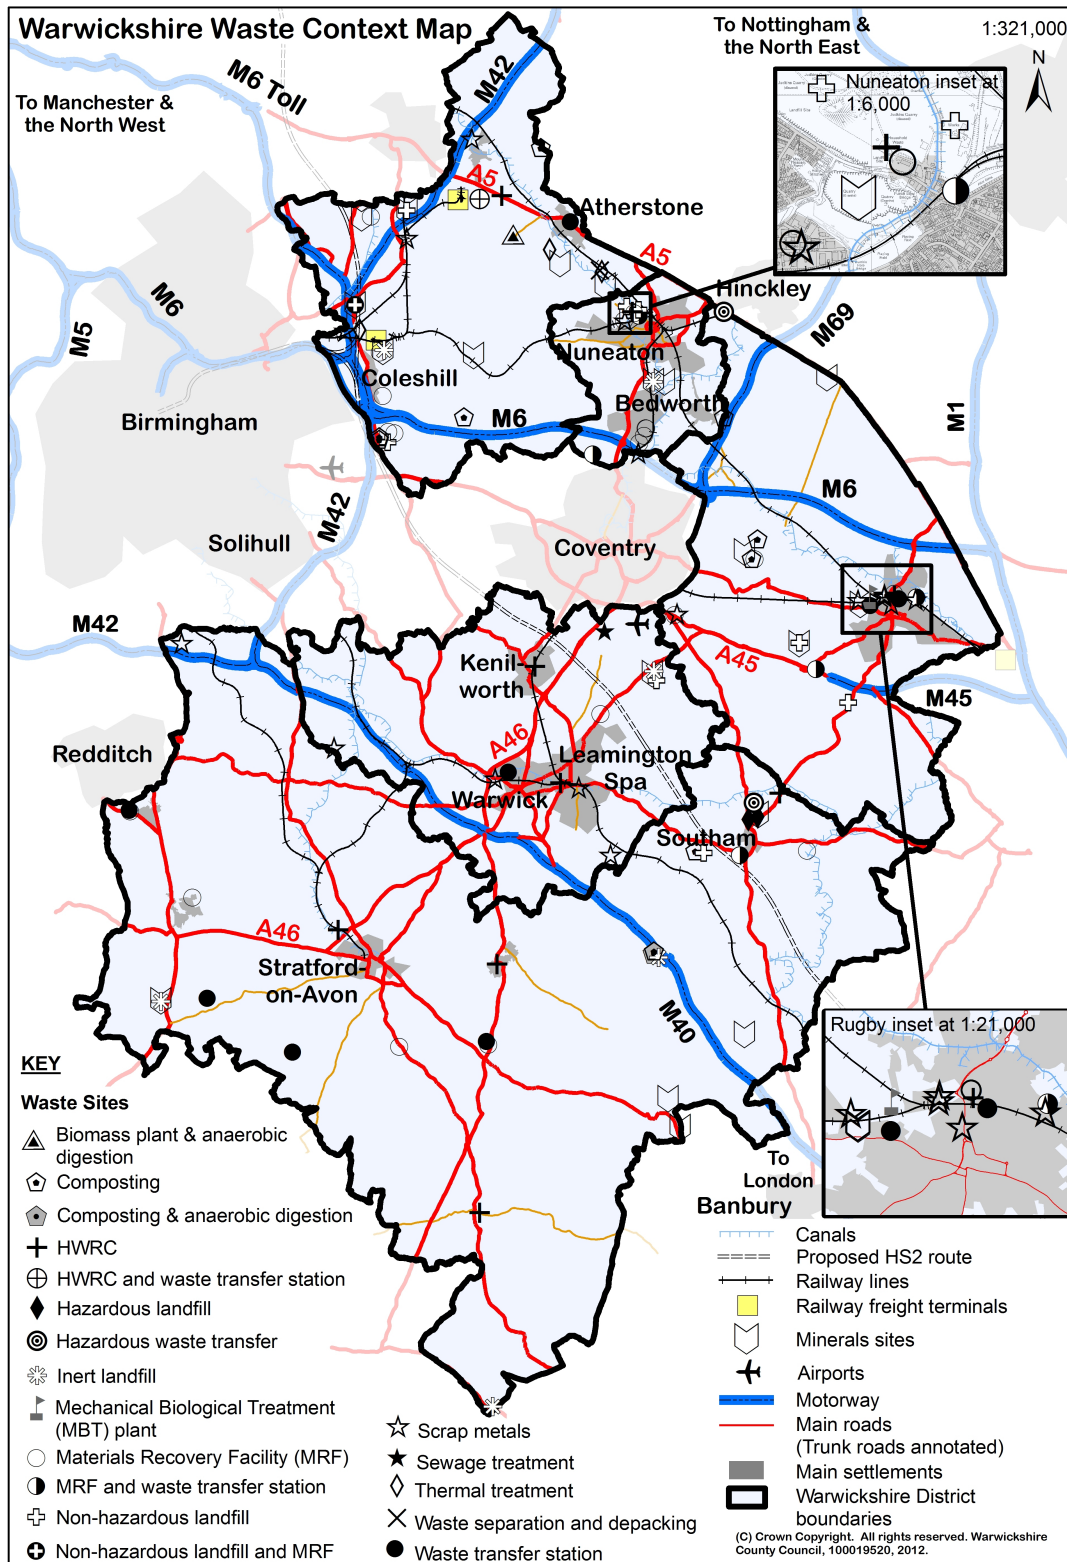 Warwickshire Waste Context Map
To Nottingham &
the North East
1:321,000
N
M6 Toll
M42
To Manchester &
the North West
Nuneaton inset at
1:6,000
A5
Atherstone
A5
Hinckley
M6
M5
M69
Nuneaton
Coleshill
Bedworth
Birmingham
M6
M1
M6
M42
Solihull
Coventry
M42
Kenil-
worth
A45
M45
Redditch
A46
Leamington
Spa
Warwick
Southam
A46
Stratford-
on-Avon
M40
Rugby inset at 1:21,000
To
London
Banbury
KEY
Waste Sites
Biomass plant & anaerobic
digestion
Composting
Composting & anaerobic digestion
HWRC
HWRC and waste transfer station
Hazardous landfill
Hazardous waste transfer
Inert landfill
Mechanical Biological Treatment
(MBT) plant
Materials Recovery Facility (MRF)
MRF and waste transfer station
Non-hazardous landfill
Non-hazardous landfill and MRF
Scrap metals
Sewage treatment
Thermal treatment
Waste separation and depacking
Waste transfer station
Canals
Proposed HS2 route
Railway lines
Railway freight terminals
Minerals sites
Airports
Motorway
Main roads
(Trunk roads annotated)
Main settlements
Warwickshire District
boundaries
(C) Crown Copyright. All rights reserved. Warwickshire
County Council, 100019520, 2012.